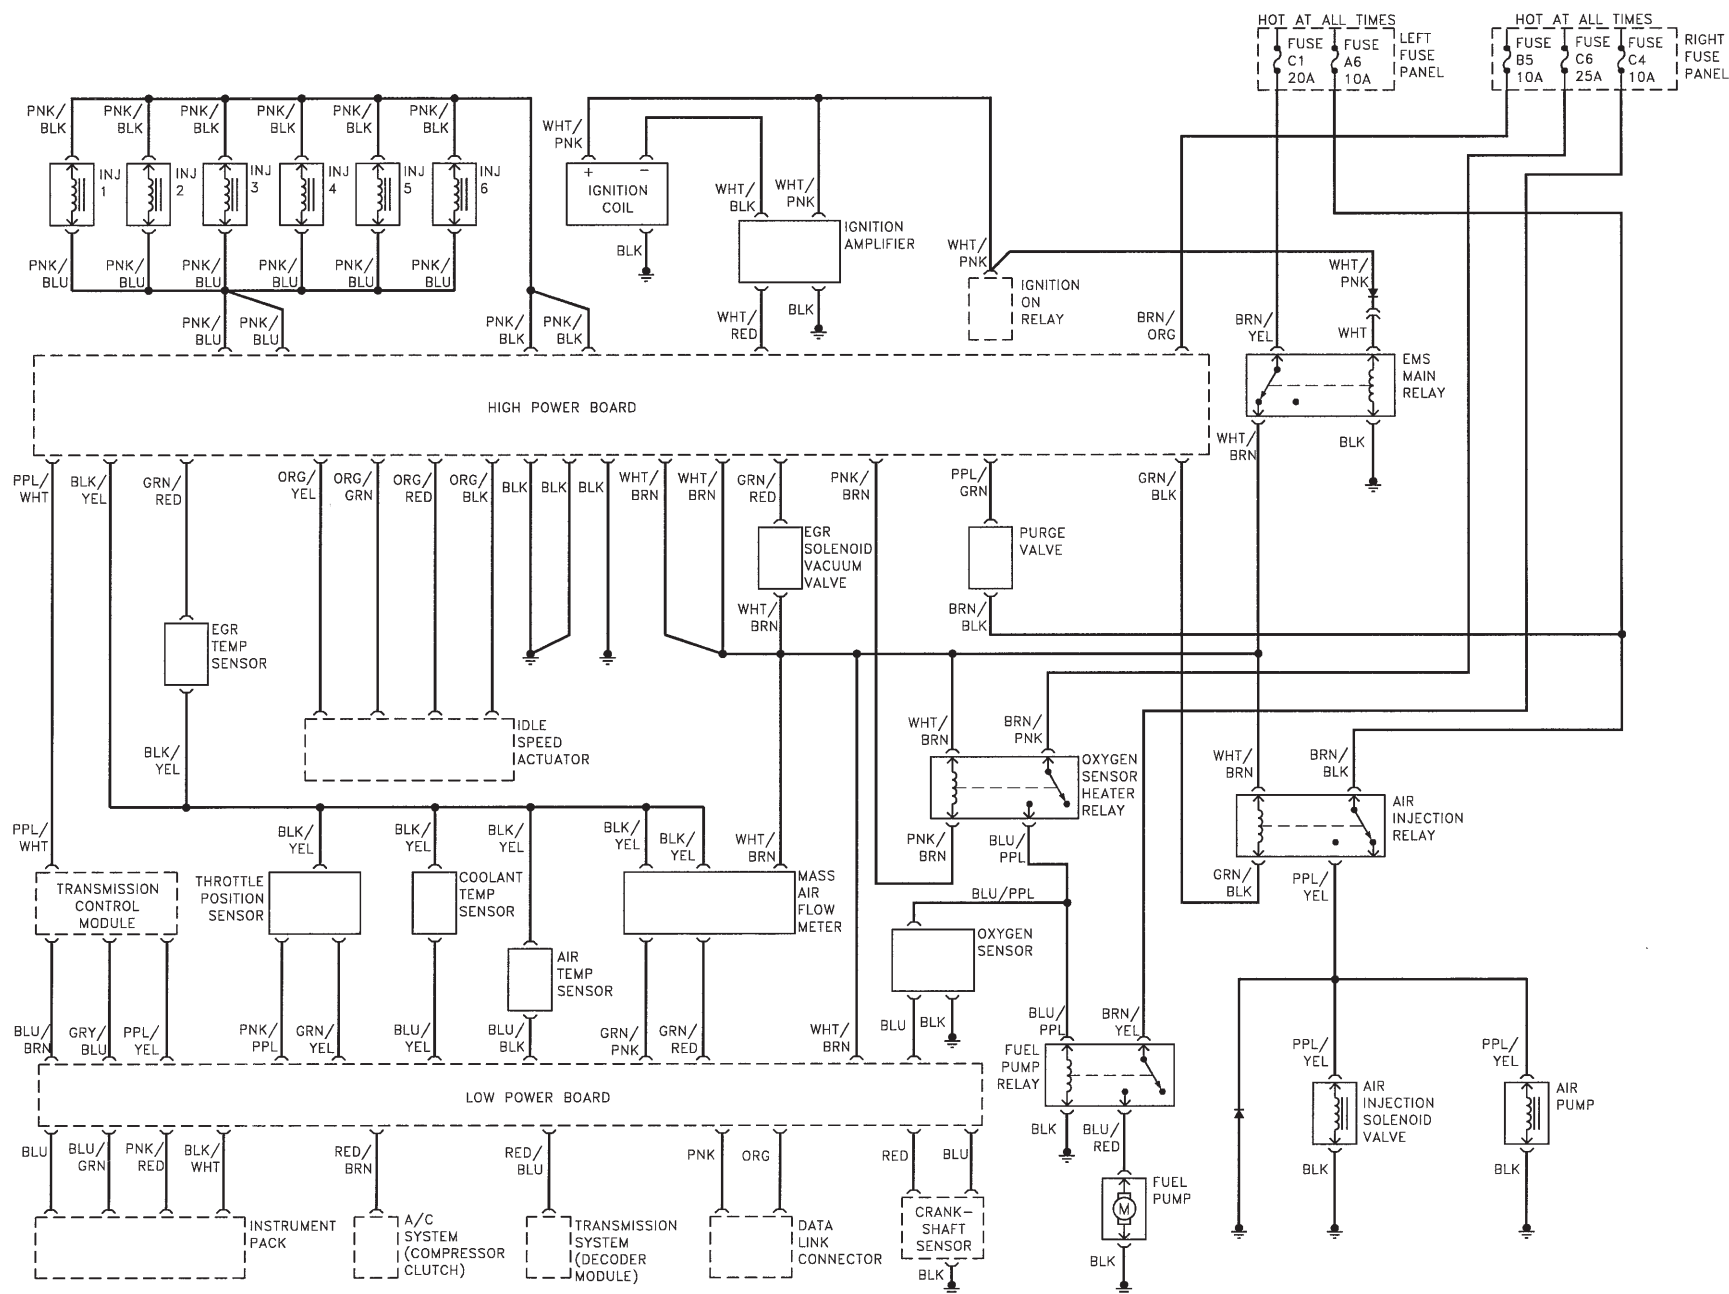 HOT AT ALL TIMES
HOT AT ALL TIMES
FUSE
C1
20A
FUSE
A6
10A
LEFT
FUSE
PANEL
FUSE
B5
10A
FUSE
C6
25A
FUSE
C4
10A
RIGHT
FUSE
PANEL
PNK/
BLK
PNK/
BLK
PNK/
BLK
PNK/
BLK
PNK/
BLK
PNK/
BLK
WHT/
PNK
INJ
1
INJ
2
INJ
3
INJ
4
INJ
5
INJ
6
+ −
IGNITION
COIL
WHT/
BLK
WHT/
PNK
IGNITION
AMPLIFIER
BLK
WHT/
PNK
WHT/
PNK
PNK/
BLU
PNK/
BLU
PNK/
BLU
PNK/
BLU
PNK/
BLU
PNK/
BLU
IGNITION
ON
RELAY
PNK/
BLU
PNK/
BLU
PNK/
BLK
PNK/
BLK
WHT/
RED
BLK
BRN/
ORG
BRN/
YEL
WHT
EMS
MAIN
RELAY
HIGH POWER BOARD
WHT/
BRN
BLK
PPL/
WHT
BLK/
YEL
GRN/
RED
ORG/
YEL
ORG/
GRN
ORG/
RED
ORG/
BLK
BLK
BLK
BLK
WHT/
BRN
WHT/
BRN
GRN/
RED
PNK/
BRN
PPL/
GRN
GRN/
BLK
EGR
SOLENOID
VACUUM
VALVE
PURGE
VALVE
WHT/
BRN
BRN/
BLK
EGR
TEMP
SENSOR
IDLE
SPEED
ACTUATOR
BLK/
YEL
WHT/
BRN
BRN/
PNK
OXYGEN
SENSOR
HEATER
RELAY
WHT/
BRN
BRN/
BLK
AIR
INJECTION
RELAY
PPL/
WHT
BLK/
YEL
BLK/
YEL
BLK/
YEL
BLK/
YEL
BLK/
YEL
WHT/
BRN
PNK/
BRN
BLU/
PPL
GRN/
BLK
PPL/
YEL
TRANSMISSION
CONTROL
MODULE
THROTTLE
POSITION
SENSOR
COOLANT
TEMP
SENSOR
MASS
AIR
FLOW
METER
BLU/PPL
OXYGEN
SENSOR
AIR
TEMP
SENSOR
BLU/
BRN
GRY/
BLU
PPL/
YEL
PNK/
PPL
GRN/
YEL
BLU/
YEL
BLU/
BLK
GRN/
PNK
GRN/
RED
WHT/
BRN
BLU
BLK
BLU/
PPL
BRN/
YEL
FUEL
PUMP
RELAY
PPL/
YEL
PPL/
YEL
LOW POWER BOARD
AIR
INJECTION
SOLENOID
VALVE
AIR
PUMP
BLU
BLU/
GRN
PNK/
RED
BLK/
WHT
RED/
BRN
RED/
BLU
PNK
ORG
RED
BLU
BLK
BLU/
RED
BLK
BLK
INSTRUMENT
PACK
A/C
SYSTEM
(COMPRESSOR
CLUTCH)
TRANSMISSION
SYSTEM
(DECODER
MODULE)
DATA
LINK
CONNECTOR
CRANK−
SHAFT
SENSOR
BLK
M
FUEL
PUMP
BLK